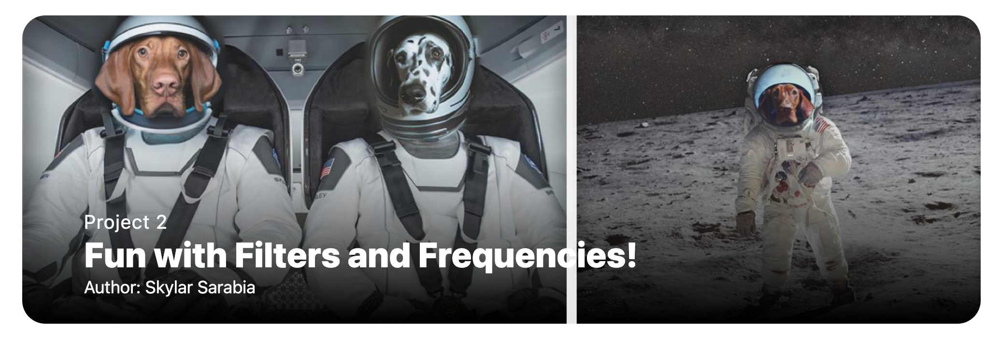 Project 2
Fun with Filters and Frequencies!
Author: Skylar Sarabia